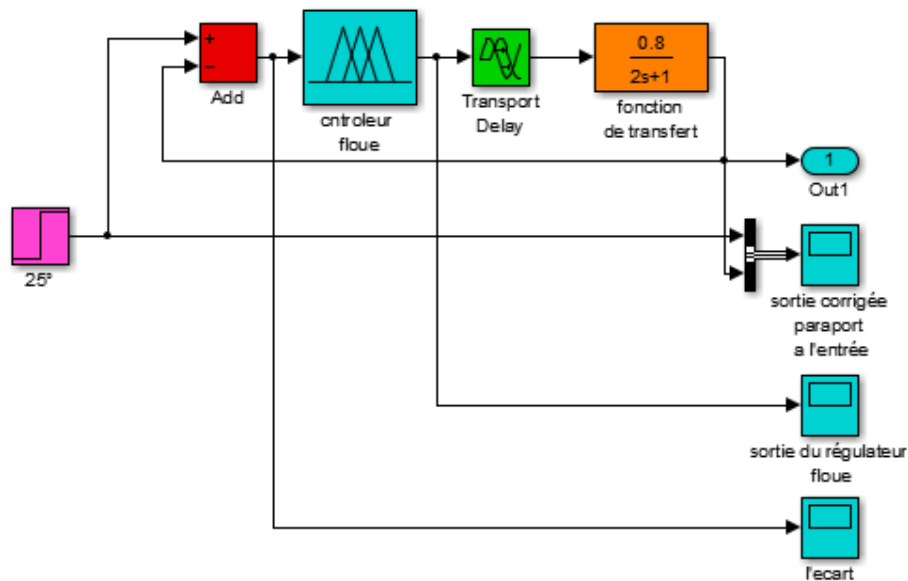 +
−
Add
cntroleur
floue
Transport
Delay
0.8
2s+1
fonction
de transfert
1
Out1
25°
sortie corrigée
paraport
a l'entrée
sortie du régulateur
floue
l'ecart